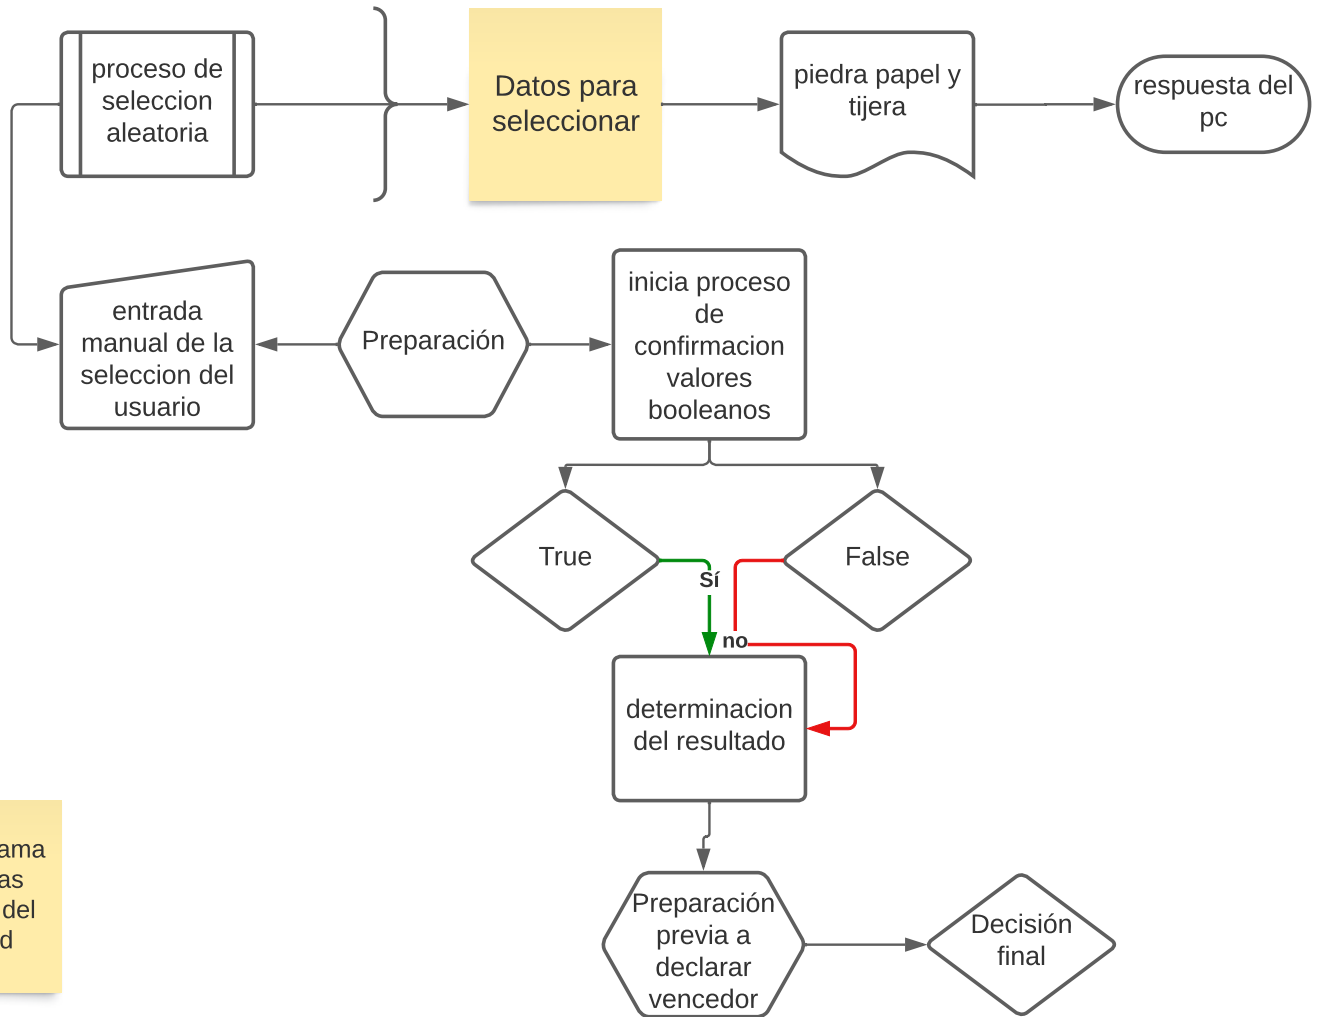 proceso de
seleccion
aleatoria
Datos para
seleccionar
piedra papel y
tijera
respuesta del
pc
entrada
manual de la
seleccion del
usuario
Preparación
inicia proceso
de
confirmacion
valores
booleanos
True
False
Sí
no
determinacion
del resultado
ama
as
del
d
Preparación
previa a
declarar
vencedor
Decisión
final